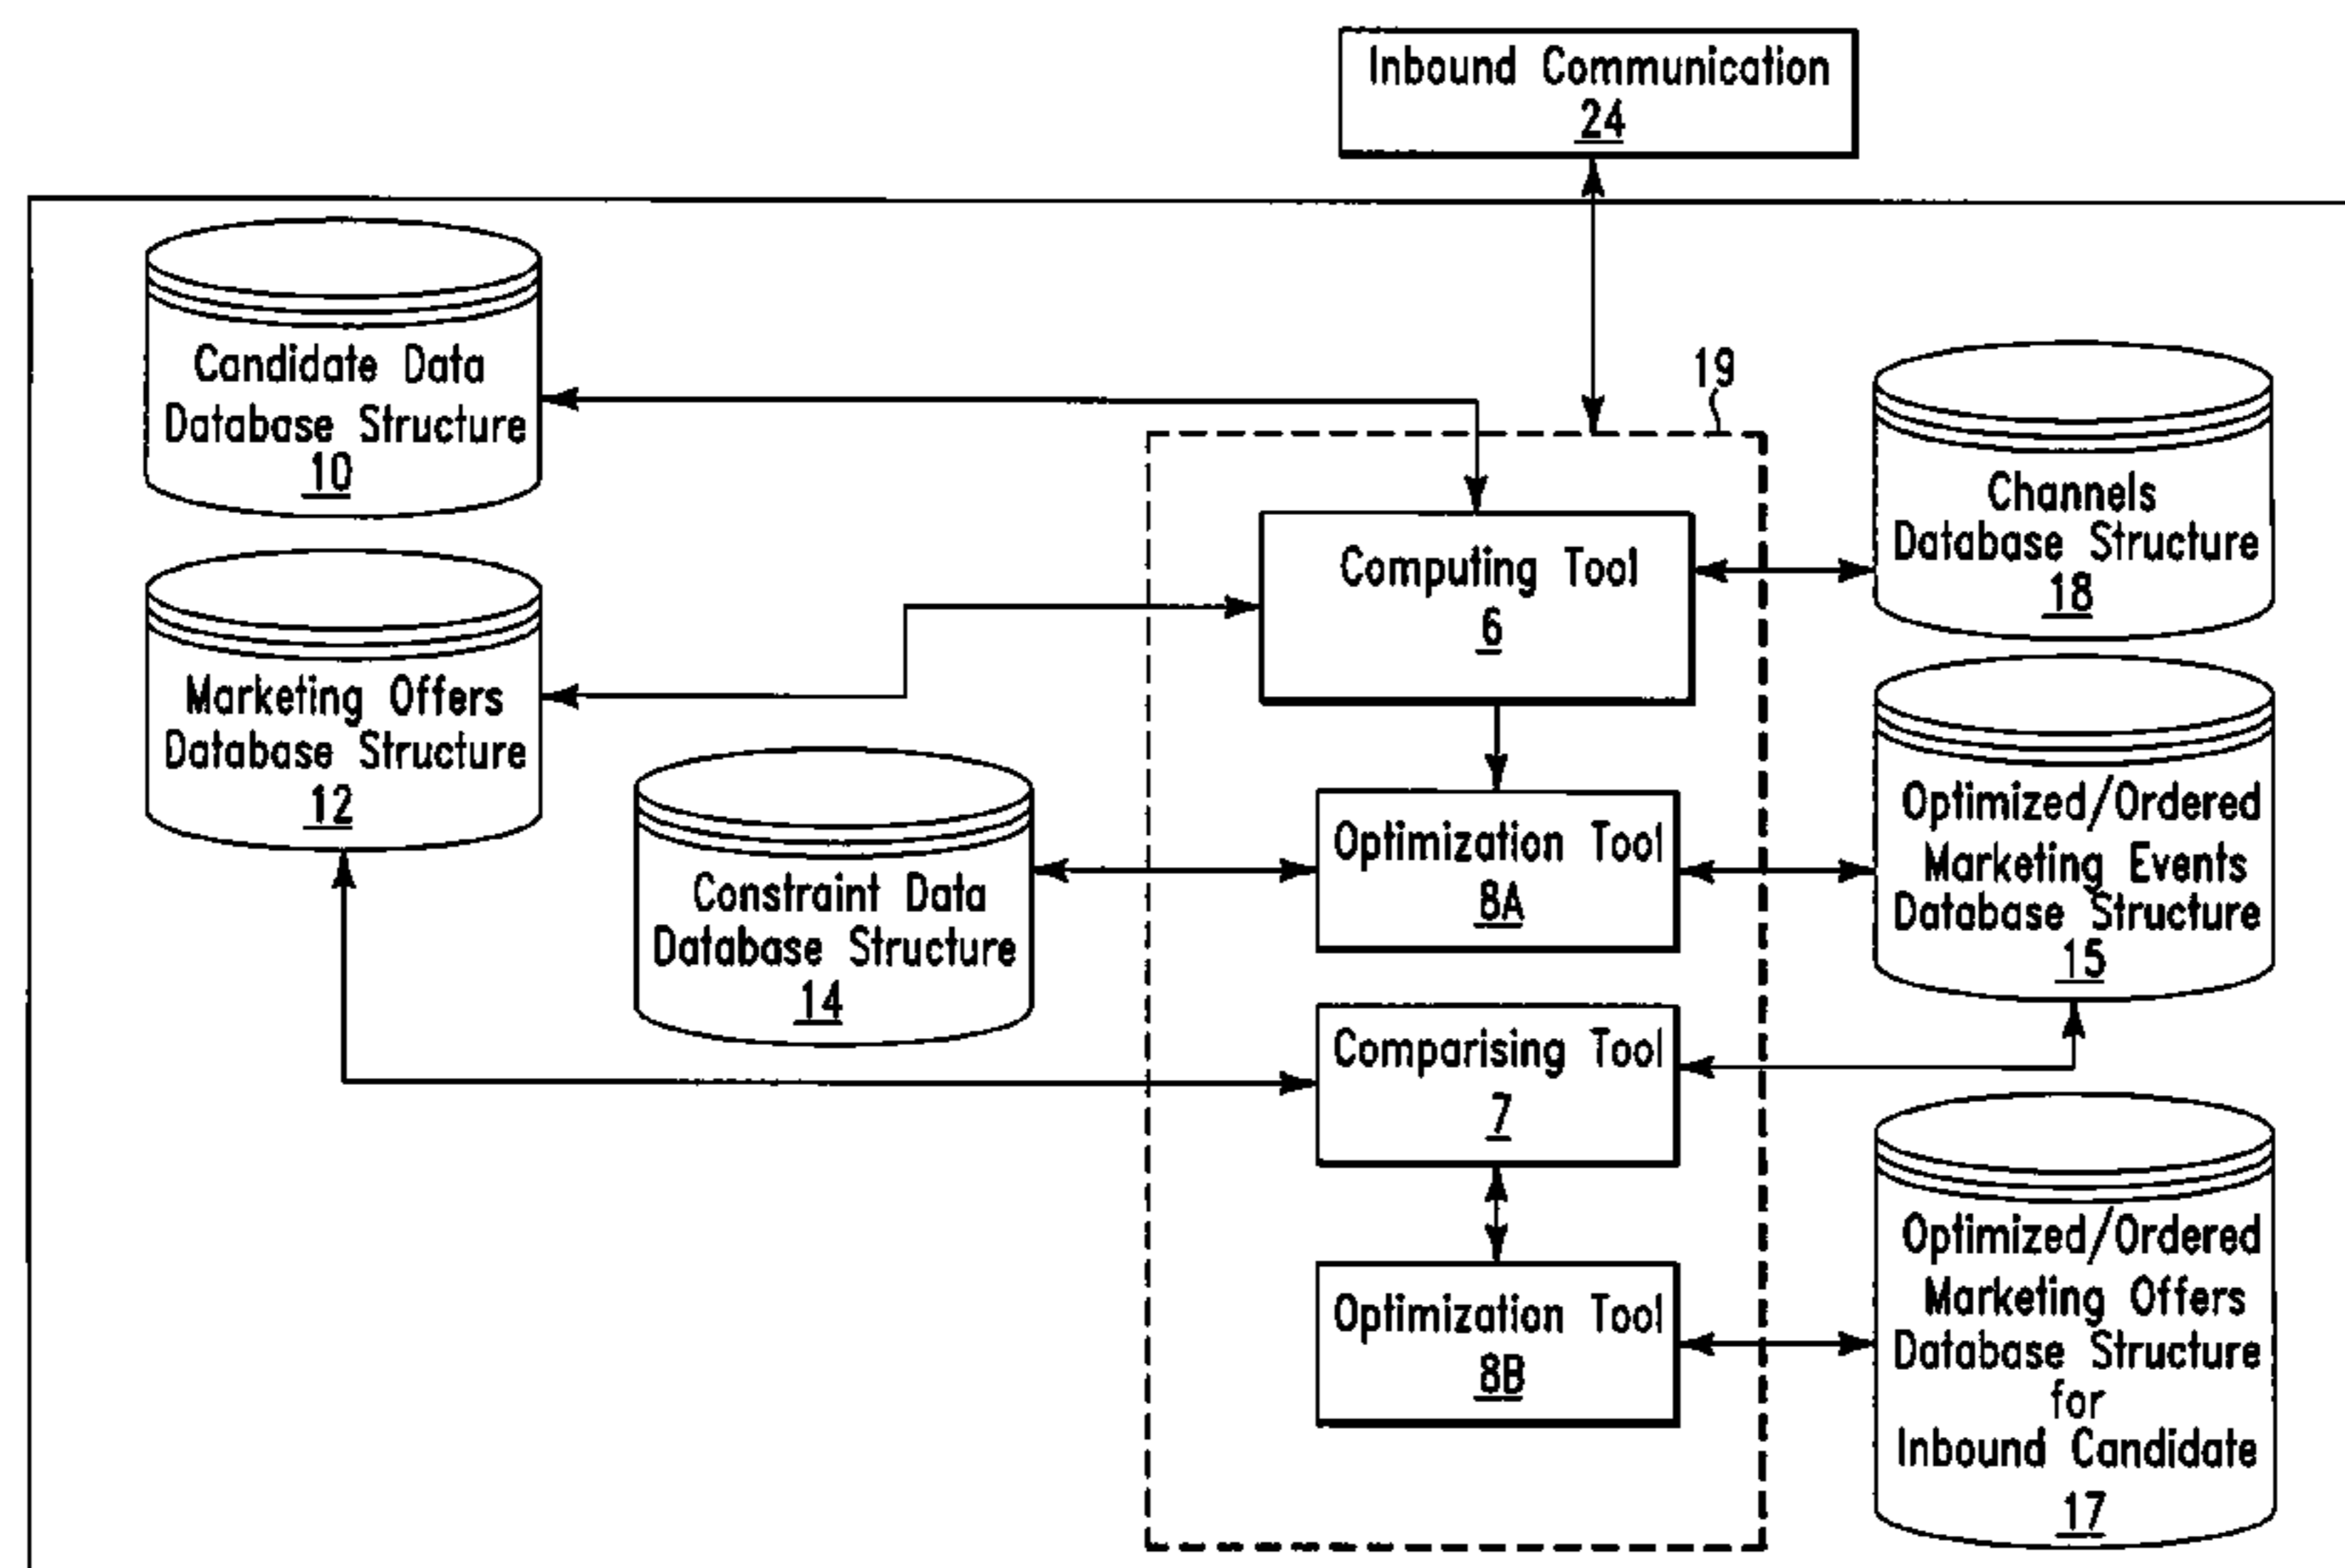 Inbound Communication
24
Candidate Data
Database Structure
10
19
Channels
Database Structure
18
Computing Tool
6
Marketing Offers
Database Structure
12
Optimized/Ordered
Marketing Events
Database Structure
15
Optimization Tool
8A
Constraint Data
Database Structure
14
Comparising Tool
7
Optimized/Ordered
Marketing Offers
Database Structure
for
Inbound Candidate
17
Optimization Tool
8B